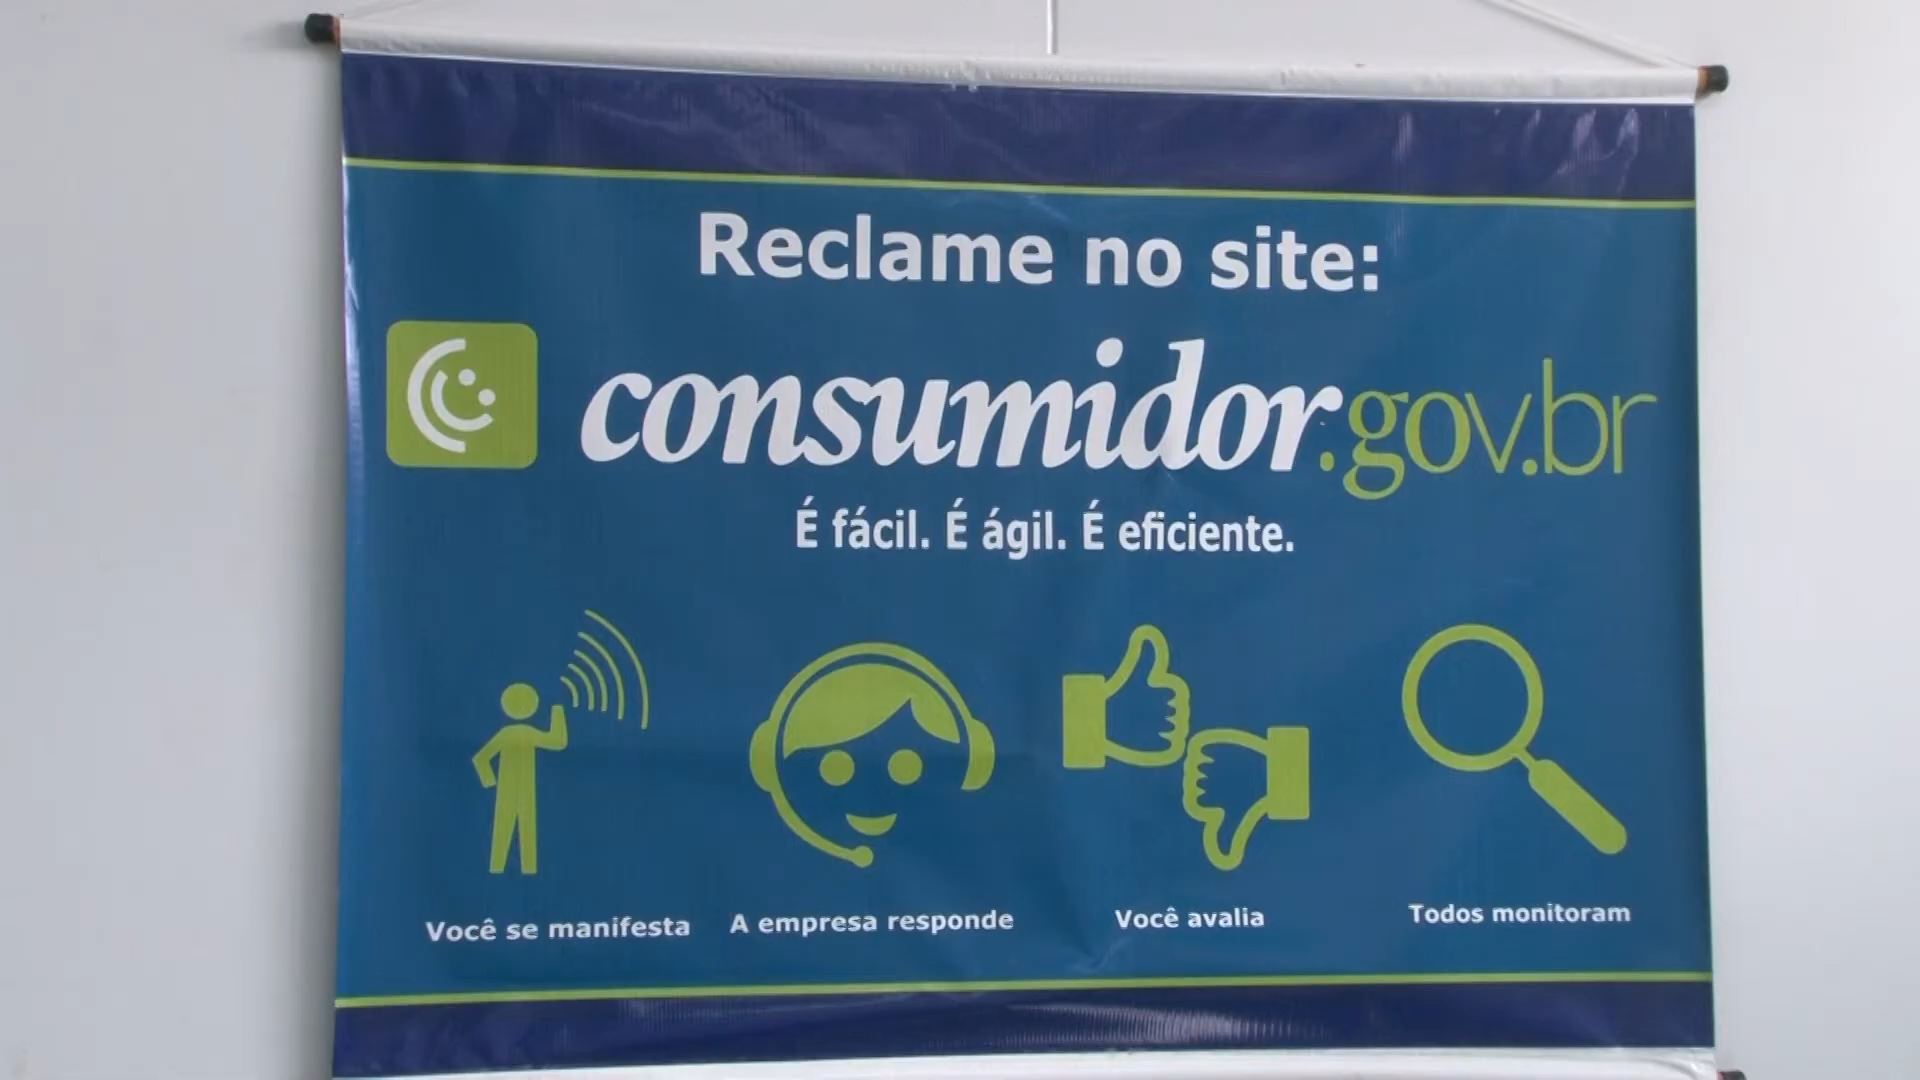 Reclame no site:
consumidor.gov.br
É fácil. É ágil. É eficiente.
Você se manifesta
A empresa responde
Você avalia
Todos monitoram